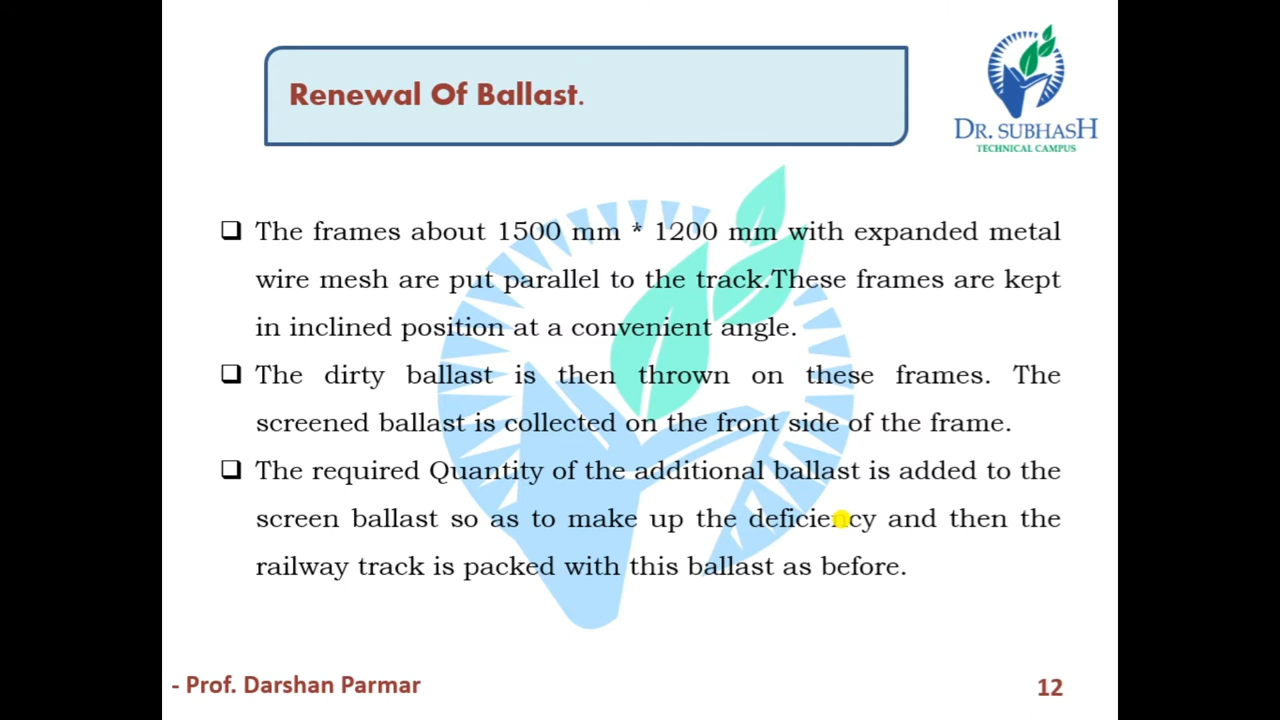 Renewal Of Ballast.
DR. SUBHASH
TECHNICAL CAMPUS
❑ The frames about 1500 mm * 1200 mm with expanded metal
wire mesh are put parallel to the track.These frames are kept
in inclined position at a convenient angle.
❑ The dirty ballast is then thrown on these frames. The
screened ballast is collected on the front side of the frame.
❑ The required Quantity of the additional ballast is added to the
screen ballast so as to make up the deficiency and then the
railway track is packed with this ballast as before.
- Prof. Darshan Parmar
12